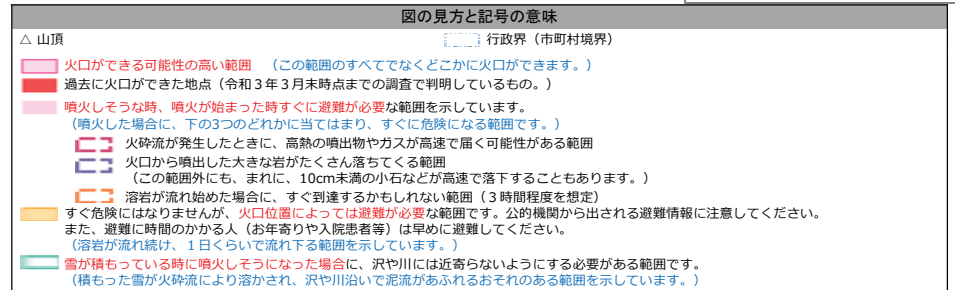 図の見方と記号の意味
△ 山頂
行政界（市町村境界）
火口ができる可能性の高い範囲　（この範囲のすべてでなくどこかに火口ができます。）
過去に火口ができた地点（令和３年３月末時点までの調査で判明しているもの。）
噴火しそうな時、噴火が始まった時すぐに避難が必要な範囲を示しています。
（噴火した場合に、下の3つのどれかに当てはまり、すぐに危険になる範囲です。）
火砕流が発生したときに、高熱の噴出物やガスが高速で届く可能性がある範囲
火口から噴出した大きな岩がたくさん落ちてくる範囲
（この範囲外にも、まれに、10cm未満の小石などが高速で落下することもあります。）
溶岩が流れ始めた場合に、すぐ到達するかもしれない範囲（３時間程度を想定）
すぐ危険にはなりませんが、火口位置によっては避難が必要な範囲です。公的機関から出される避難情報に注意してください。
また、避難に時間のかかる人（お年寄りや入院患者等）は早めに避難してください。
（溶岩が流れ続け、１日くらいで流れ下る範囲を示しています。）
雪が積もっている時に噴火しそうになった場合に、沢や川には近寄らないようにする必要がある範囲です。
（積もった雪が火砕流により溶かされ、沢や川沿いで泥流があふれるおそれのある範囲を示しています。）